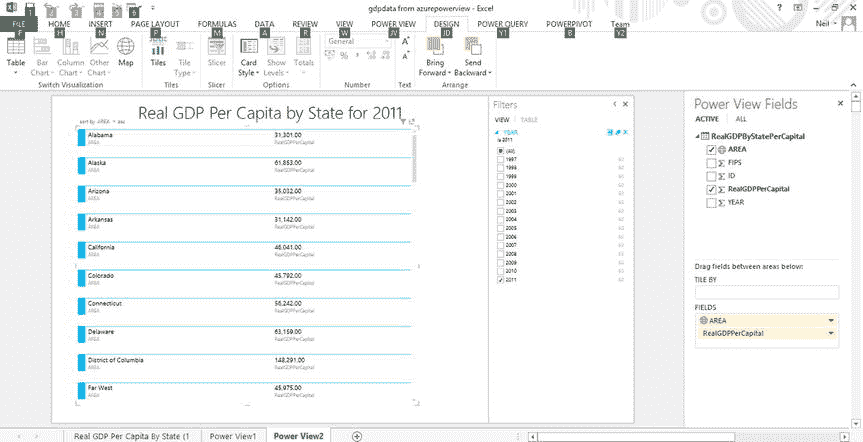 gdpdata from azurepowerview - Excel
FILE HOME INSERT PAGE LAYOUT FORMULAS DATA REVIEW VIEW POWER VIEW DESIGN POWER QUERY POWERPIVOT Team
Neil
F H N P M A R W JV JD Y1 B Y2
Table Bar Chart Column Chart Other Chart Map Tiles Tile Type Slicer Card Style Show Levels Totals General Bring Forward Send Backward
Switch Visualization Tiles Slicer Options Number Text Arrange
Real GDP Per Capita by State for 2011
sort by AREA asc
Alabama 31,301.00
AREA RealGDPPerCapital
Alaska 61,853.00
AREA RealGDPPerCapital
Arizona 35,032.00
AREA RealGDPPerCapital
Arkansas 31,142.00
AREA RealGDPPerCapital
California 46,041.00
AREA RealGDPPerCapital
Colorado 45,792.00
AREA RealGDPPerCapital
Connecticut 56,242.00
AREA RealGDPPerCapital
Delaware 63,159.00
AREA RealGDPPerCapital
District of Columbia 148,291.00
AREA RealGDPPerCapital
Far West 45,975.00
AREA RealGDPPerCapital
Filters
VIEW TABLE
YEAR
is 2011
(All)
1997
1998
1999
2000
2001
2002
2003
2004
2005
2006
2007
2008
2009
2010
2011
Power View Fields
ACTIVE ALL
RealGDPByStatePerCapital
AREA
Σ FIPS
Σ ID
Σ RealGDPPerCapital
Σ YEAR
Drag fields between areas below:
TILE BY
FIELDS
AREA
RealGDPPerCapital
Real GDP Per Capita By State (1 Power View1 Power View2